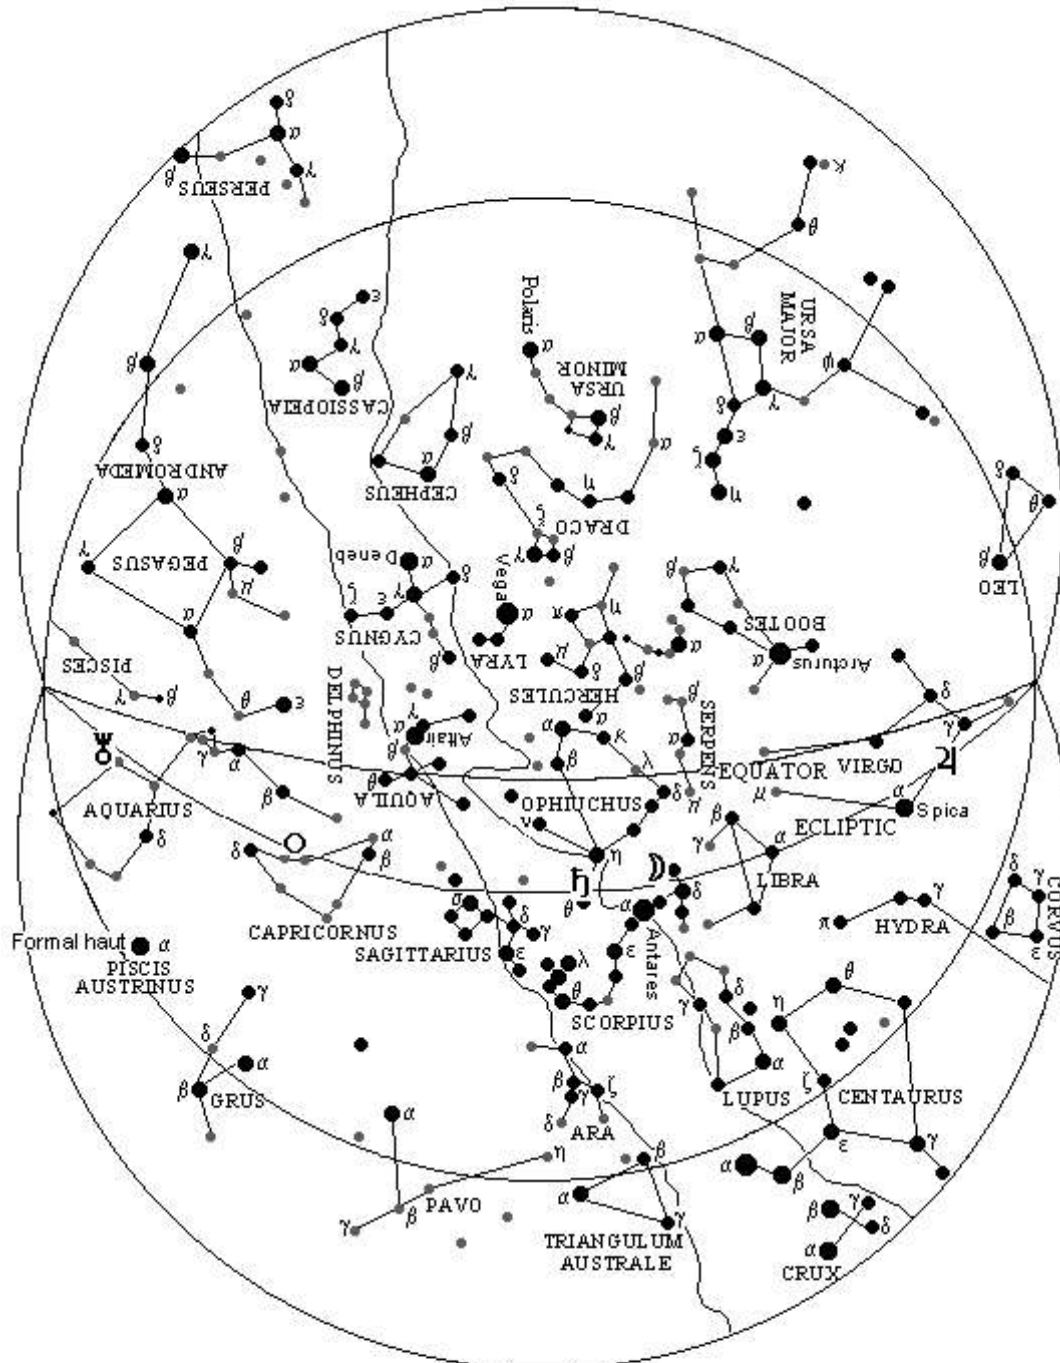 δ
α
β
γ
PERSEUS
κ
θ
γ
ε
δ
γ
α
β
CASSIOPEIA
Polaris
α
URSA
MINOR
β
γ
URSA
MAJOR
α
β
φ
δ
γ
ε
ζ
η
β
δ
ANDROMEDA
α
γ
β
α
CEPHEUS
δ
η
α
DRACO
ζ
γ
β
δ
θ
β
LEO
γ
PEGASUS
β
μ
α
Deneb
α
δ
γ
ε
ζ
CYGNUS
β
Vega
α
LYRA
π
η
μ
δ
β
HERCULES
α
β
γ
α
BOOTES
α
Arcturus
PISCES
γ
β
θ
ε
DELPHINUS
α
Altair
β
θ
AQUILA
α
β
κ
λ
δ
OPHIUCHUS
ν
η
θ
α
μ
SERPENS
EQUATOR
VIRGO
δ
γ
μ
α
Spica
ECLIPTIC
γ
α
β
AQUARIUS
δ
δ
α
β
CAPRICORNUS
β
γ
α
LIBRA
σ
δ
γ
ε
SAGITTARIUS
α
δ
Antares
ε
λ
θ
SCORPIUS
π
γ
HYDRA
δ
γ
β
ε
CORVUS
Formal haut
α
PISCIS
AUSTRINUS
γ
δ
α
β
GRUS
α
β
γ
ζ
δ
ARA
γ
δ
β
α
LUPUS
θ
η
ζ
ε
γ
α
β
CENTAURUS
α
η
PAVO
γ
β
β
α
γ
TRIANGULUM
AUSTRALE
β
γ
δ
α
CRUX